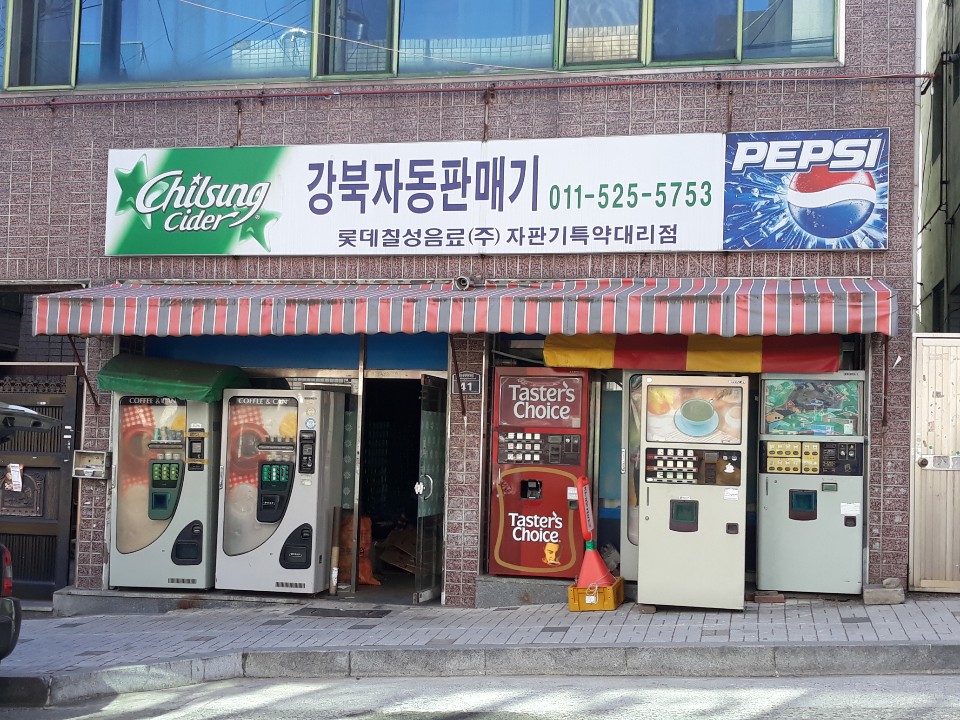 Chilsung
Cider
강북자동판매기 011-525-5753
롯데칠성음료(주) 자판기특약대리점
PEPSI
41
COFFEE & CAN
COFFEE & CAN
Taster's
Choice
Taster's
Choice